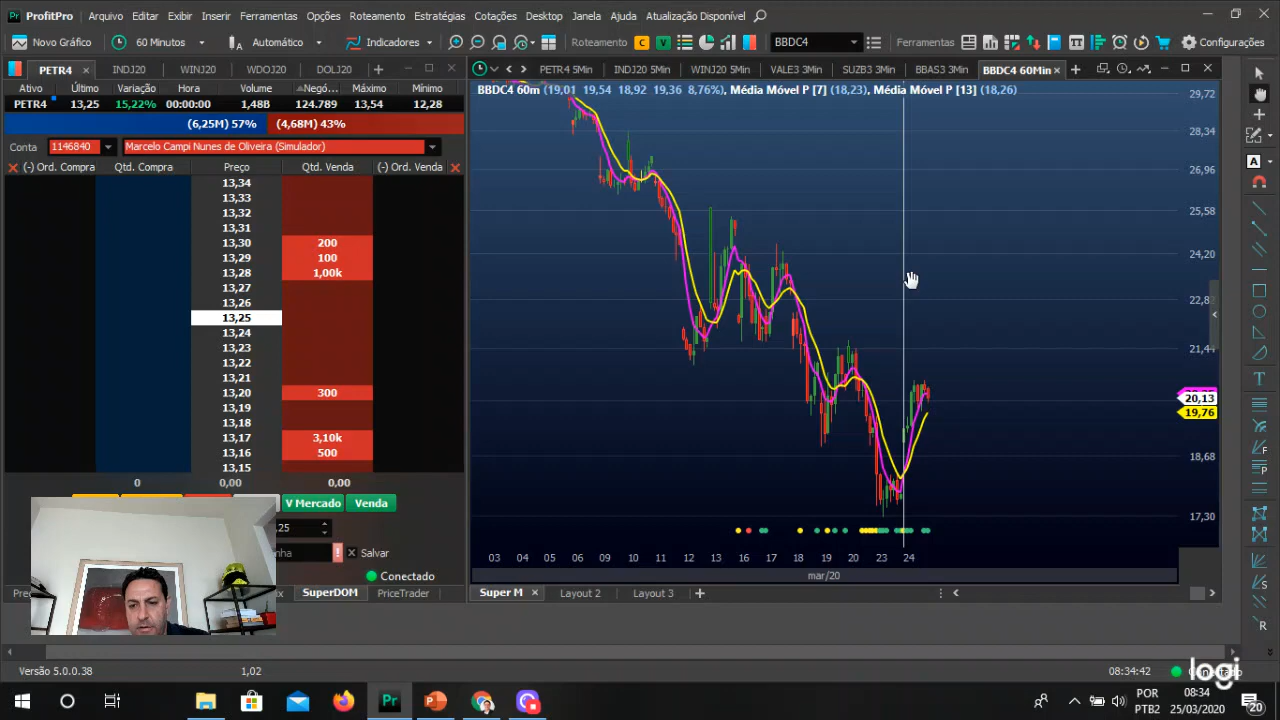 ProfitPro Arquivo Editar Exibir Inserir Ferramentas Opções Roteamento Estratégias Cotações Desktop Janela Ajuda Atualização Disponível
Novo Gráfico 60 Minutos Automático Indicadores Roteamento C V BBDC4 Ferramentas Configurações
PETR4 INDJ20 WINJ20 WDOJ20 DOLJ20
Ativo Último Variação Hora Volume Negó... Máximo Mínimo
PETR4 13,25 15,22% 00:00:00 1,48B 124.789 13,54 12,28
(6,25M) 57% (4,68M) 43%
Conta 1146840 Marcelo Campi Nunes de Oliveira (Simulador)
(-) Ord. Compra Qtd. Compra Preço Qtd. Venda (-) Ord. Venda
13,34
13,33
13,32
13,31
13,30 200
13,29 100
13,28 1,00k
13,27
13,26
13,25
13,24
13,23
13,22
13,21
13,20 300
13,19
13,18
13,17 3,10k
13,16 500
13,15
0 0,00 0,00
V Mercado Venda
.25
Salvar
Conectado
SuperDOM PriceTrader
PETR4 5Min INDJ20 5Min WINJ20 5Min VALE3 3Min SUZB3 3Min BBAS3 3Min BBDC4 60Min
BBDC4 60m (19,01 19,54 18,92 19,36 8,76%), Média Móvel P [7] (18,23), Média Móvel P [13] (18,26)
29,72
28,34
26,96
25,58
24,20
21,44
20,13
19,76
18,68
17,30
03 04 05 06 09 10 11 12 13 16 17 18 19 20 23 24
mar/20
Super M Layout 2 Layout 3
Versão 5.0.0.38 1,02 08:34:42
logi
POR
PTB2
08:34
25/03/2020
20